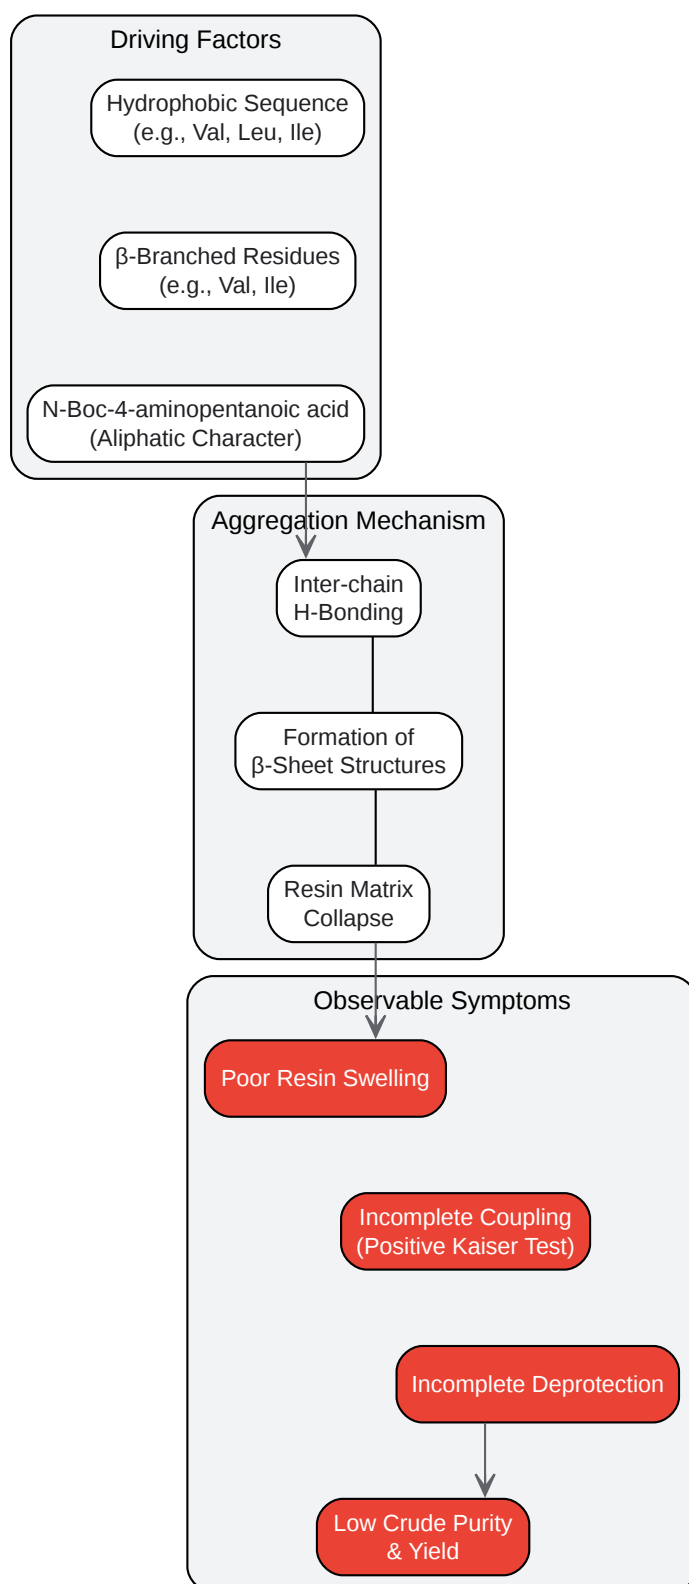 Driving Factors
Hydrophobic Sequence
(e.g., Val, Leu, Ile)
β-Branched Residues
(e.g., Val, Ile)
N-Boc-4-aminopentanoic acid
(Aliphatic Character)
Aggregation Mechanism
Inter-chain
H-Bonding
Formation of
β-Sheet Structures
Resin Matrix
Collapse
Observable Symptoms
Poor Resin Swelling
Incomplete Coupling
(Positive Kaiser Test)
Incomplete Deprotection
Low Crude Purity
& Yield